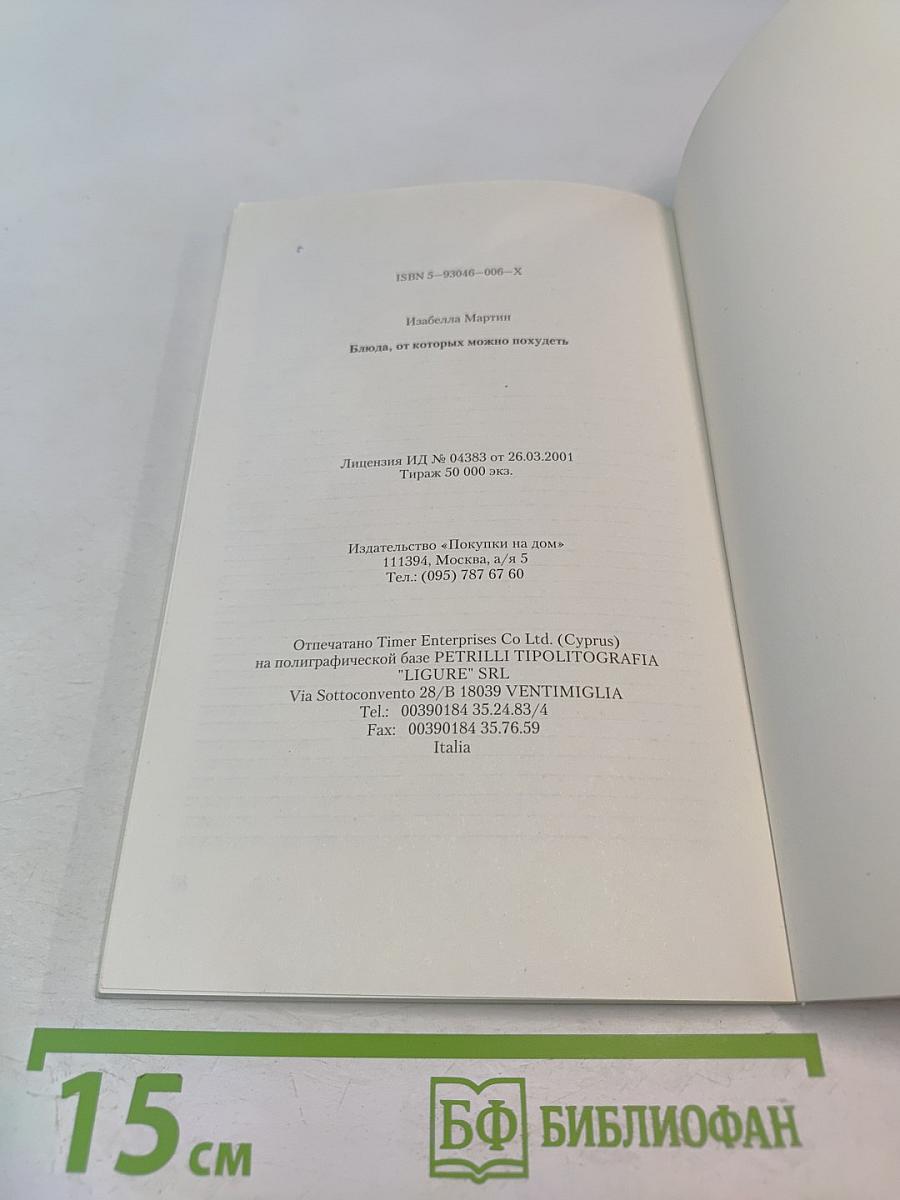 ISBN 5—93046—006—X
Изабелла Мартин
Блюда, от которых можно похудеть
Лицензия ИД № 04383 от 26.03.2001
Тираж 50 000 экз.
Издательство «Покупки на дом»
111394, Москва, а/я 5
Тел.: (095) 787 67 60
Отпечатано Timer Enterprises Co Ltd. (Cyprus)
на полиграфической базе PETRILLI TIPOLITOGRAFIA
"LIGURE" SRL
Via Sottoconvento 28/B 18039 VENTIMIGLIA
Tel.: 00390184 35.24.83/4
Fax: 00390184 35.76.59
Italia
15 см
БФ БИБЛИОФАН